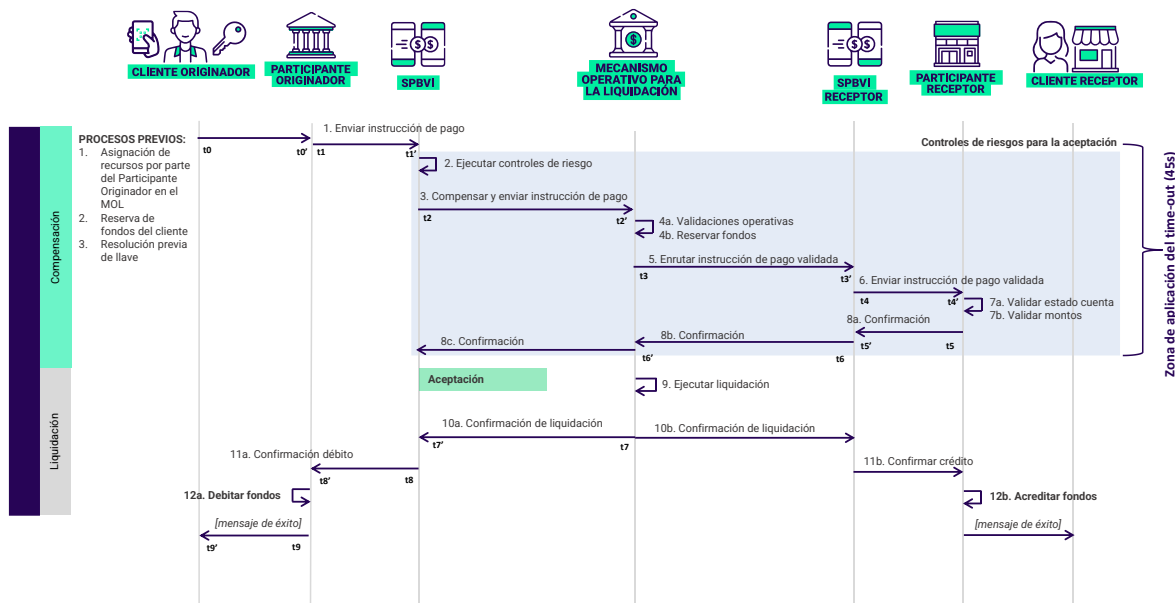 CLIENTE ORIGINADOR
PARTICIPANTE
ORIGINADOR
SPBVI
MECANISMO
OPERATIVO PARA
LA LIQUIDACIÓN
SPBVI
RECEPTOR
PARTICIPANTE
RECEPTOR
CLIENTE RECEPTOR
Compensación
Liquidación
PROCESOS PREVIOS:
1. Asignación de
recursos por parte
del Participante
Originador en el
MOL
2. Reserva de
fondos del cliente
3. Resolución previa
de llave
t0
t0’
t1
1. Enviar instrucción de pago
t1’
Controles de riesgos para la aceptación
2. Ejecutar controles de riesgo
3. Compensar y enviar instrucción de pago
t2
t2’
4a. Validaciones operativas
4b. Reservar fondos
5. Enrutar instrucción de pago validada
t3
t3’
6. Enviar instrucción de pago validada
t4
t4’
7a. Validar estado cuenta
7b. Validar montos
8a. Confirmación
t5’
t5
8b. Confirmación
8c. Confirmación
t6’
t6
Zona de aplicación del time-out (45s)
Aceptación
9. Ejecutar liquidación
10a. Confirmación de liquidación
10b. Confirmación de liquidación
t7’
t7
11a. Confirmación débito
11b. Confirmar crédito
t8’
t8
12a. Debitar fondos
12b. Acreditar fondos
[mensaje de éxito]
[mensaje de éxito]
t9’
t9